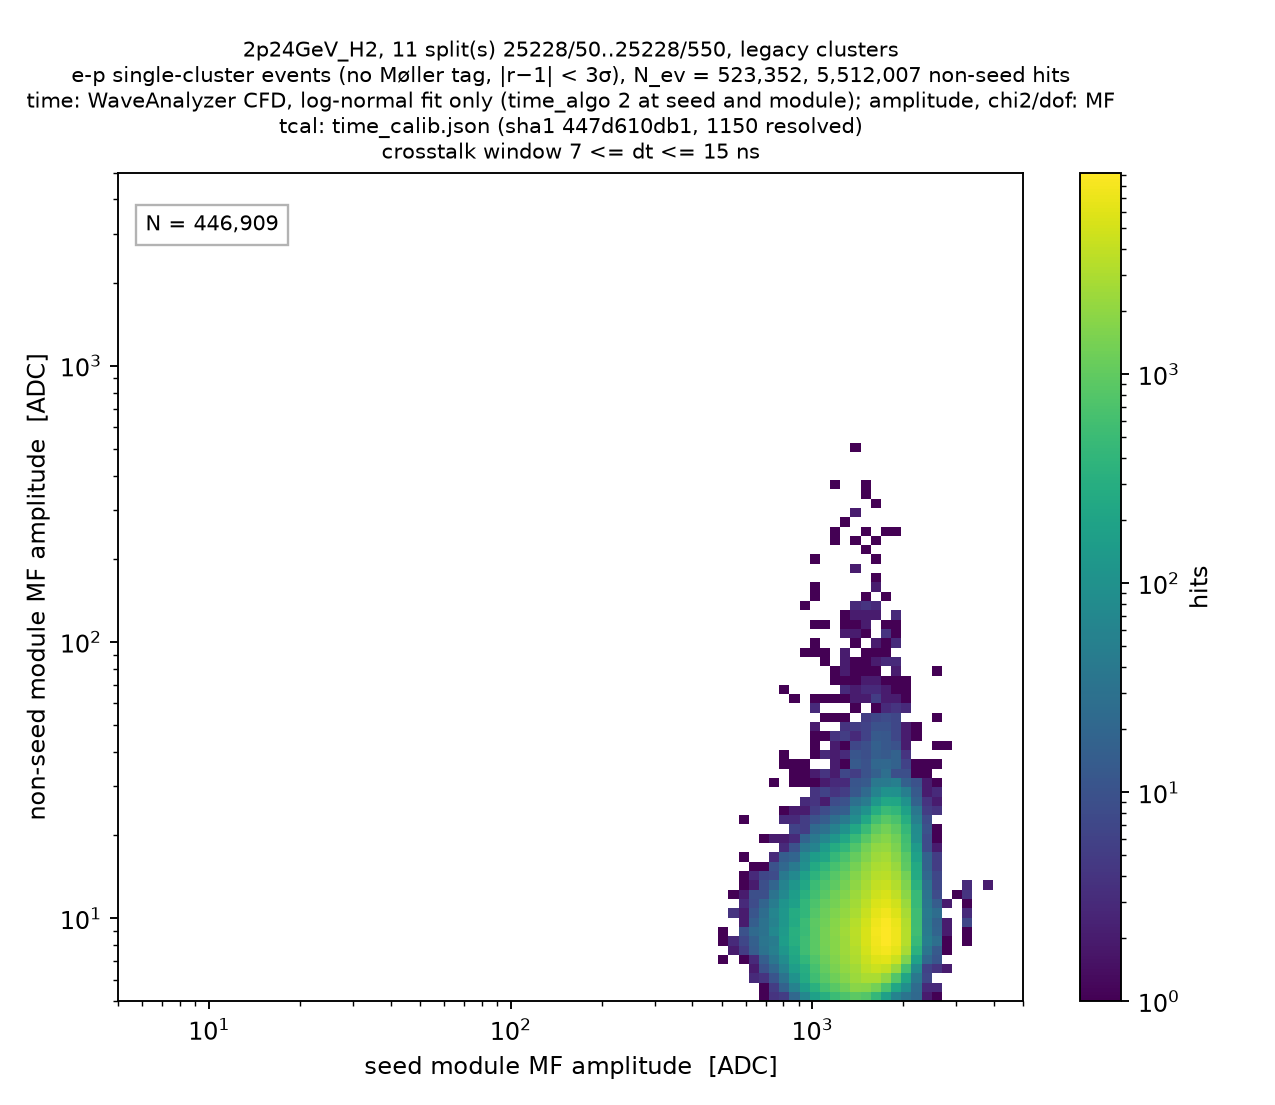 2p24GeV_H2, 11 split(s) 25228/50..25228/550, legacy clusters
e-p single-cluster events (no Møller tag, |r−1| < 3σ), N_ev = 523,352, 5,512,007 non-seed hits
time: WaveAnalyzer CFD, log-normal fit only (time_algo 2 at seed and module); amplitude, chi2/dof: MF
tcal: time_calib.json (sha1 447d610db1, 1150 resolved)
crosstalk window 7 <= dt <= 15 ns
N = 446,909
non-seed module MF amplitude [ADC]
10³
10²
10¹
10¹
10²
10³
seed module MF amplitude [ADC]
10³
10²
10¹
10⁰
hits